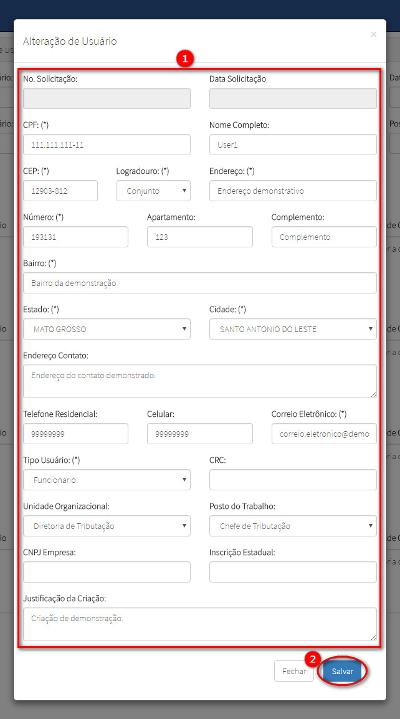 Alteração de Usuário ×
1
No. Solicitação: Data Solicitação
CPF: (*) Nome Completo:
111.111.111-11 User1
CEP: (*) Logradouro: (*) Endereço: (*)
12903-812 Conjunto Endereço demonstrativo
Número: (*) Apartamento: Complemento:
193131 123 Complemento
Bairro: (*)
Bairro da demonstração
Estado: (*) Cidade: (*)
MATO GROSSO SANTO ANTONIO DO LESTE
Endereço Contato:
Endereço do contato demonstrado.
Telefone Residencial: Celular: Correio Eletrônico: (*)
99999999 99999999 correio.eletronico@demo
Tipo Usuário: (*) CRC:
Funcionario
Unidade Organizacional: Posto do Trabalho:
Diretoria de Tributação Chefe de Tributação
CNPJ Empresa: Inscrição Estadual:
Justificação da Criação:
Criação de demonstração.
2
Fechar Salvar